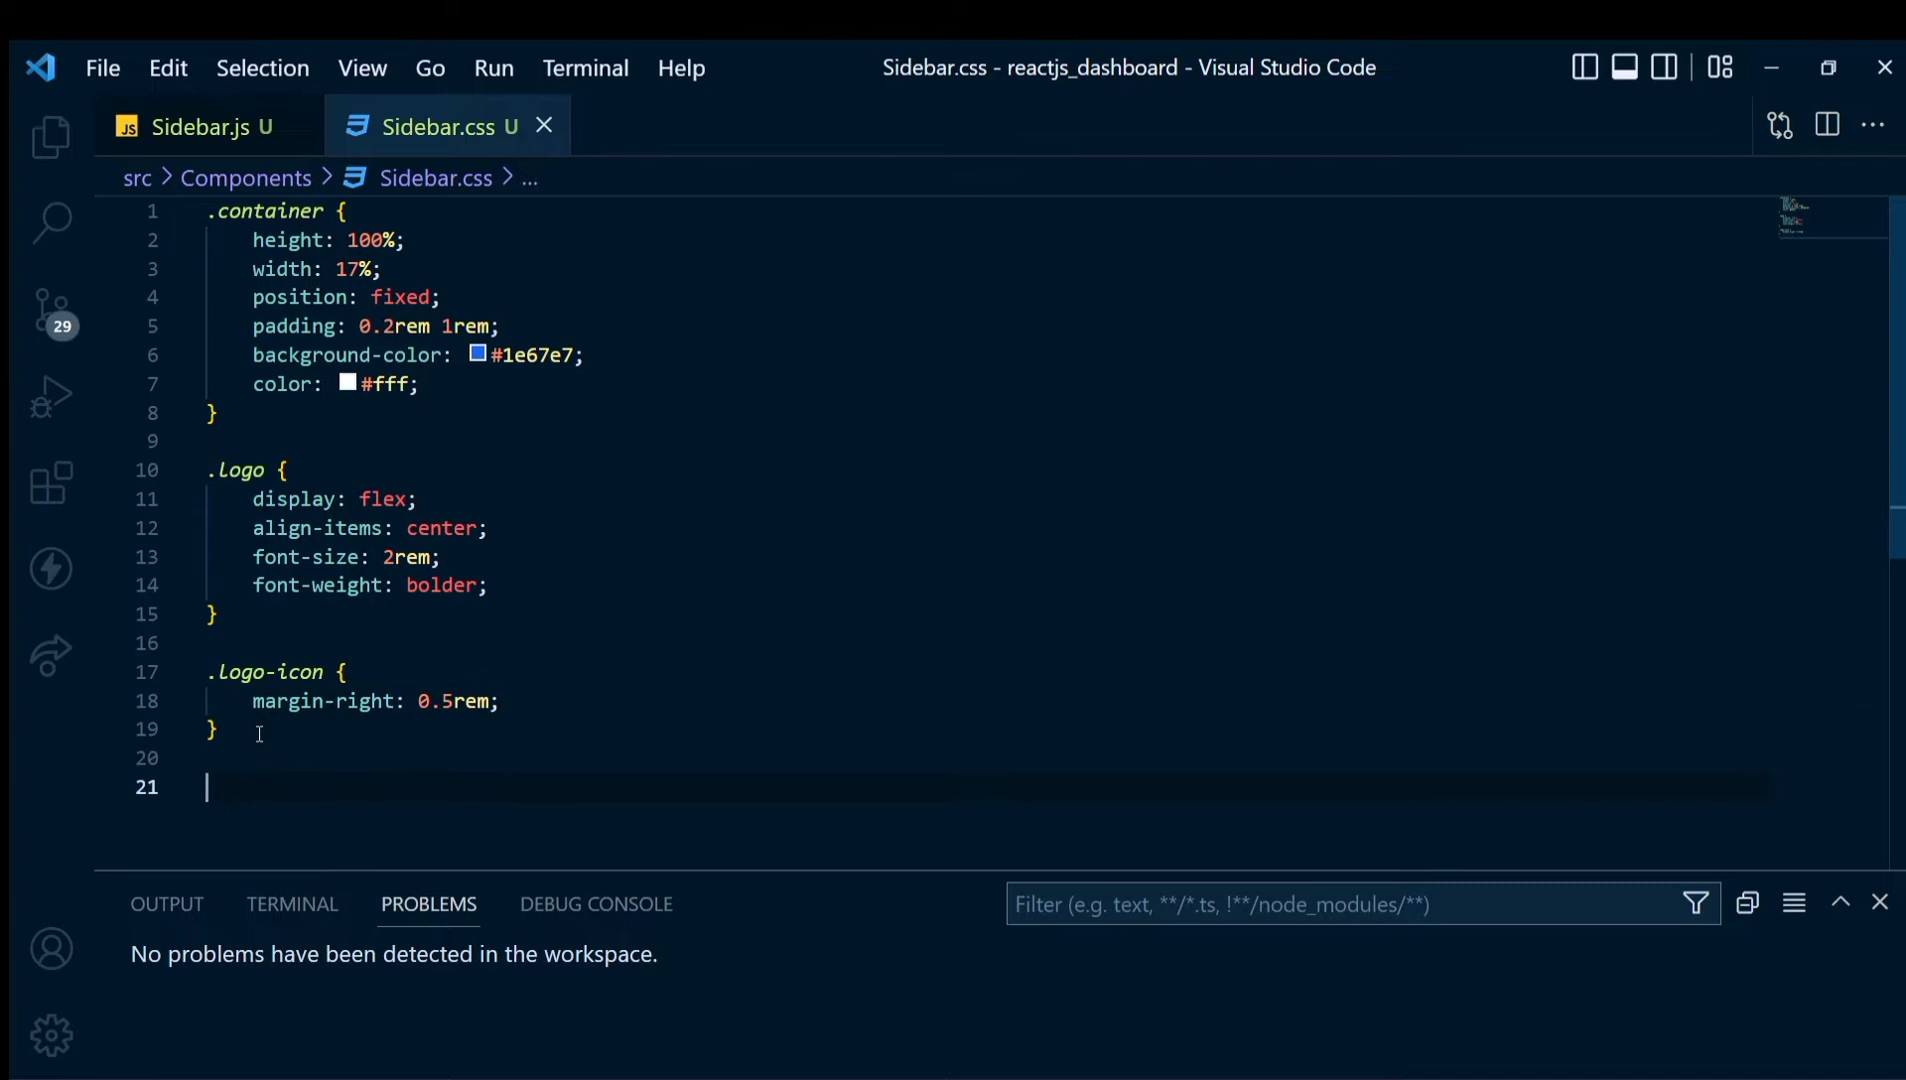 File Edit Selection View Go Run Terminal Help Sidebar.css - reactjs_dashboard - Visual Studio Code
JS Sidebar.js U Sidebar.css U
src > Components > Sidebar.css > ...
1 .container {
2 height: 100%;
3 width: 17%;
4 position: fixed;
5 padding: 0.2rem 1rem;
6 background-color: #1e67e7;
7 color: #fff;
8 }
9
10 .logo {
11 display: flex;
12 align-items: center;
13 font-size: 2rem;
14 font-weight: bolder;
15 }
16
17 .logo-icon {
18 margin-right: 0.5rem;
19 }
20
21
29
OUTPUT TERMINAL PROBLEMS DEBUG CONSOLE Filter (e.g. text, **/*.ts, !**/node_modules/**)
No problems have been detected in the workspace.